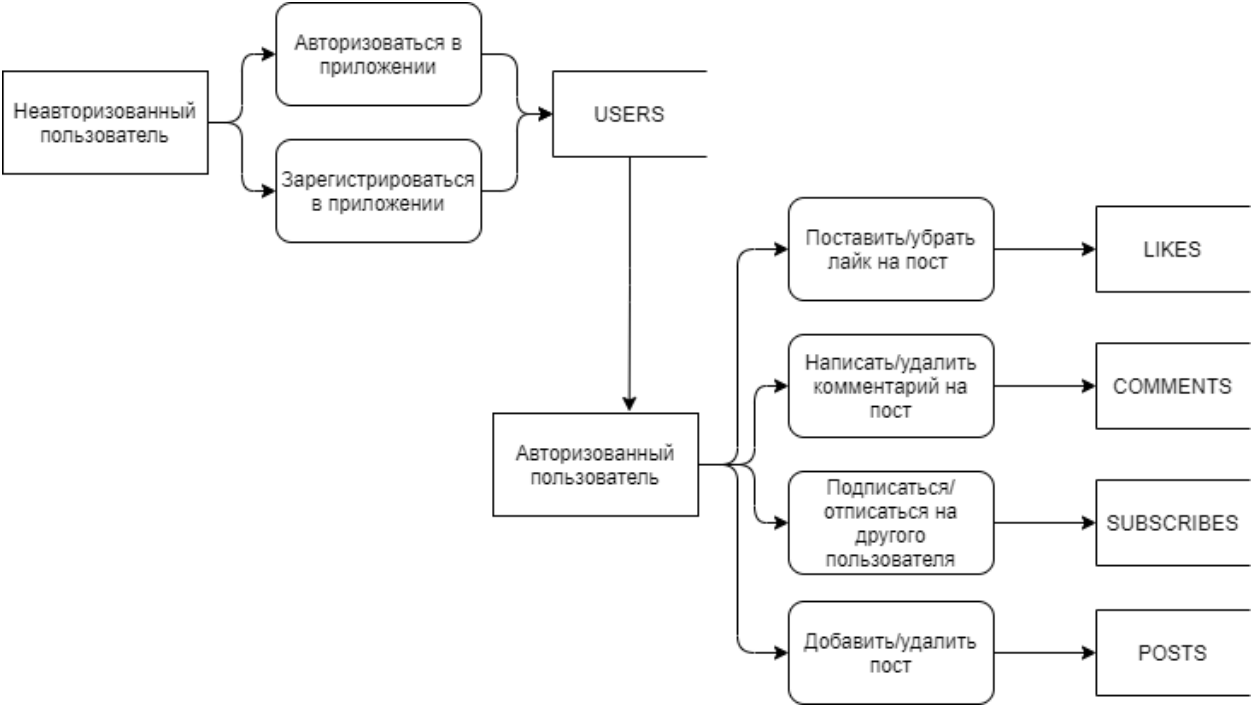 Авторизоваться в
приложении
Неавторизованный
пользователь
USERS
Зарегистрироваться
в приложении
Поставить/убрать
лайк на пост
LIKES
Написать/удалить
комментарий на
пост
COMMENTS
Авторизованный
пользователь
Подписаться/
отписаться на
другого
пользователя
SUBSCRIBES
Добавить/удалить
пост
POSTS